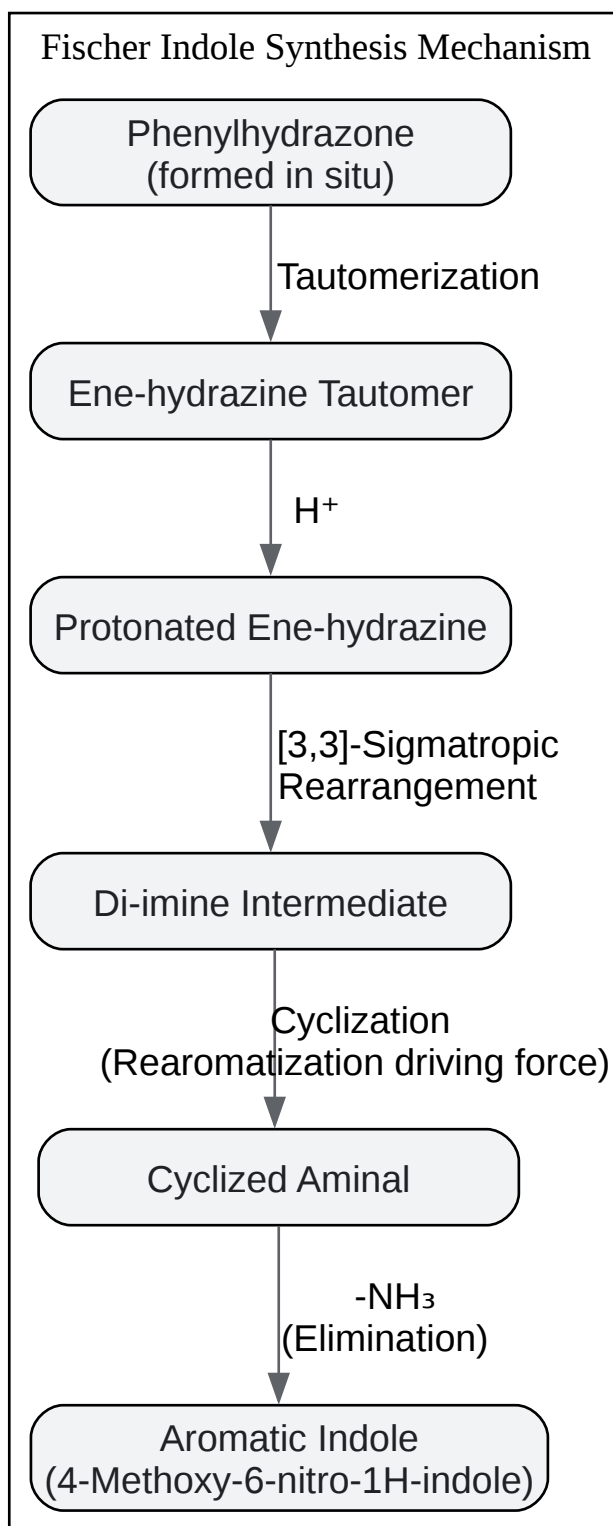 Fischer Indole Synthesis Mechanism
Phenylhydrazone
(formed in situ)
Tautomerization
Ene-hydrazine Tautomer
H⁺
Protonated Ene-hydrazine
[3,3]-Sigmatropic
Rearrangement
Di-imine Intermediate
Cyclization
(Rearomatization driving force)
Cyclized Aminal
-NH₃
(Elimination)
Aromatic Indole
(4-Methoxy-6-nitro-1H-indole)